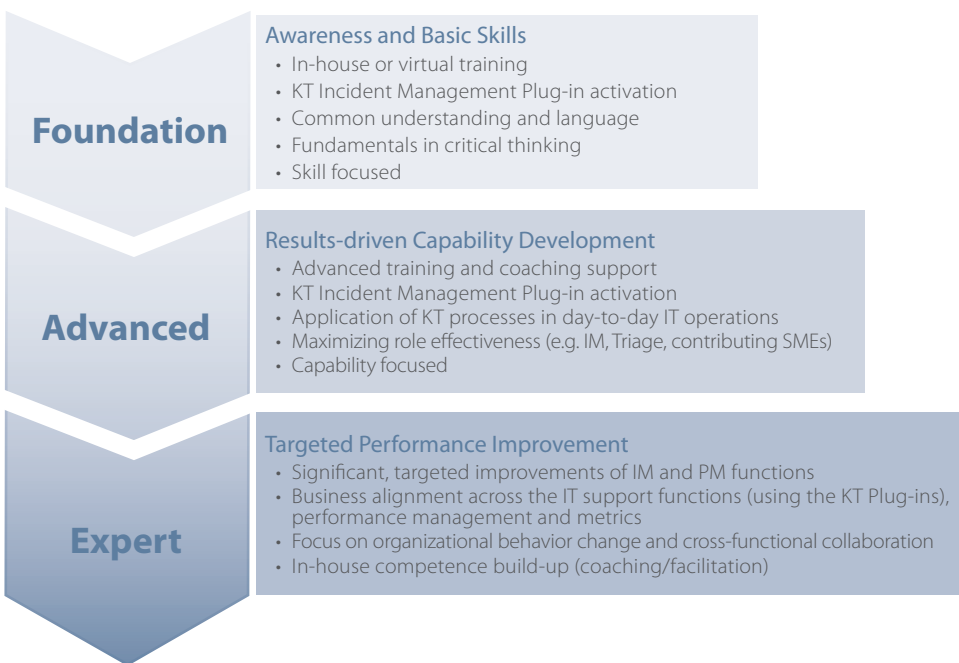 Foundation
Awareness and Basic Skills
• In-house or virtual training
• KT Incident Management Plug-in activation
• Common understanding and language
• Fundamentals in critical thinking
• Skill focused
Advanced
Results-driven Capability Development
• Advanced training and coaching support
• KT Incident Management Plug-in activation
• Application of KT processes in day-to-day IT operations
• Maximizing role effectiveness (e.g. IM, Triage, contributing SMEs)
• Capability focused
Expert
Targeted Performance Improvement
• Significant, targeted improvements of IM and PM functions
• Business alignment across the IT support functions (using the KT Plug-ins),
performance management and metrics
• Focus on organizational behavior change and cross-functional collaboration
• In-house competence build-up (coaching/facilitation)